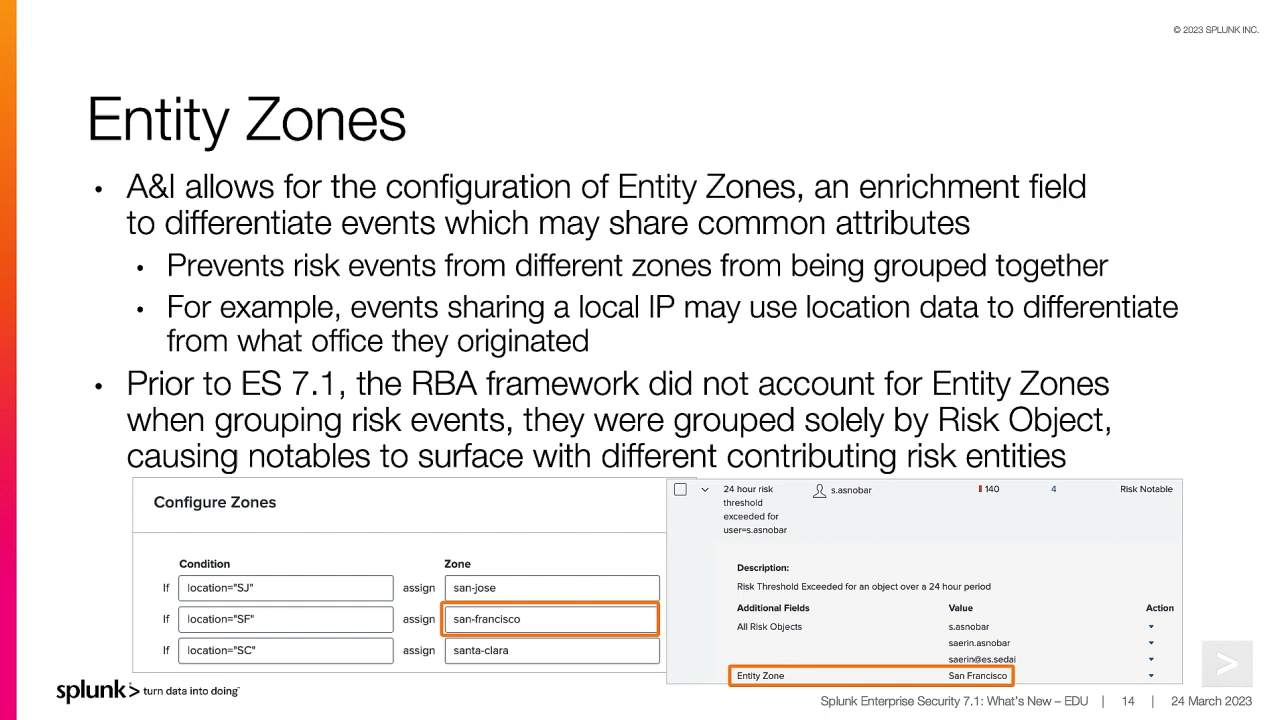 © 2023 SPLUNK INC.
Entity Zones
• A&I allows for the configuration of Entity Zones, an enrichment field
to differentiate events which may share common attributes
• Prevents risk events from different zones from being grouped together
• For example, events sharing a local IP may use location data to differentiate
from what office they originated
• Prior to ES 7.1, the RBA framework did not account for Entity Zones
when grouping risk events, they were grouped solely by Risk Object,
causing notables to surface with different contributing risk entities
Configure Zones
Condition Zone
If location="SJ" assign san-jose
If location="SF" assign san-francisco
If location="SC" assign santa-clara
24 hour risk s.asnobar 140 4 Risk Notable
threshold
exceeded for
user=s.asnobar
Description:
Risk Threshold Exceeded for an object over a 24 hour period
Additional Fields Value Action
All Risk Objects s.asnobar
saerin.asnobar
saerin@es.sedai
Entity Zone San Francisco
splunk> turn data into doing™
Splunk Enterprise Security 7.1: What's New – EDU | 14 | 24 March 2023